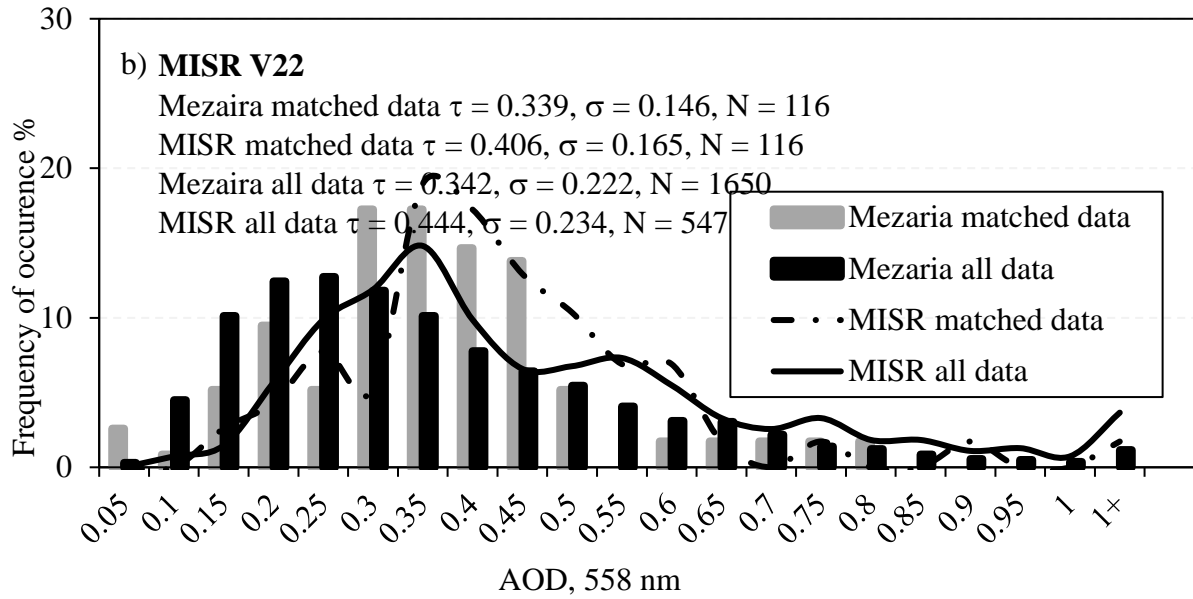 30
20
10
0
Frequency of occurence %
b) MISR V22
Mezaira matched data τ = 0.339, σ = 0.146, N = 116
MISR matched data τ = 0.406, σ = 0.165, N = 116
Mezaira all data τ = 0.342, σ = 0.222, N = 1650
MISR all data τ = 0.444, σ = 0.234, N = 547
Mezaria matched data
Mezaria all data
MISR matched data
MISR all data
0.05 0.1 0.15 0.2 0.25 0.3 0.35 0.4 0.45 0.5 0.55 0.6 0.65 0.7 0.75 0.8 0.85 0.9 0.95 1 1+
AOD, 558 nm